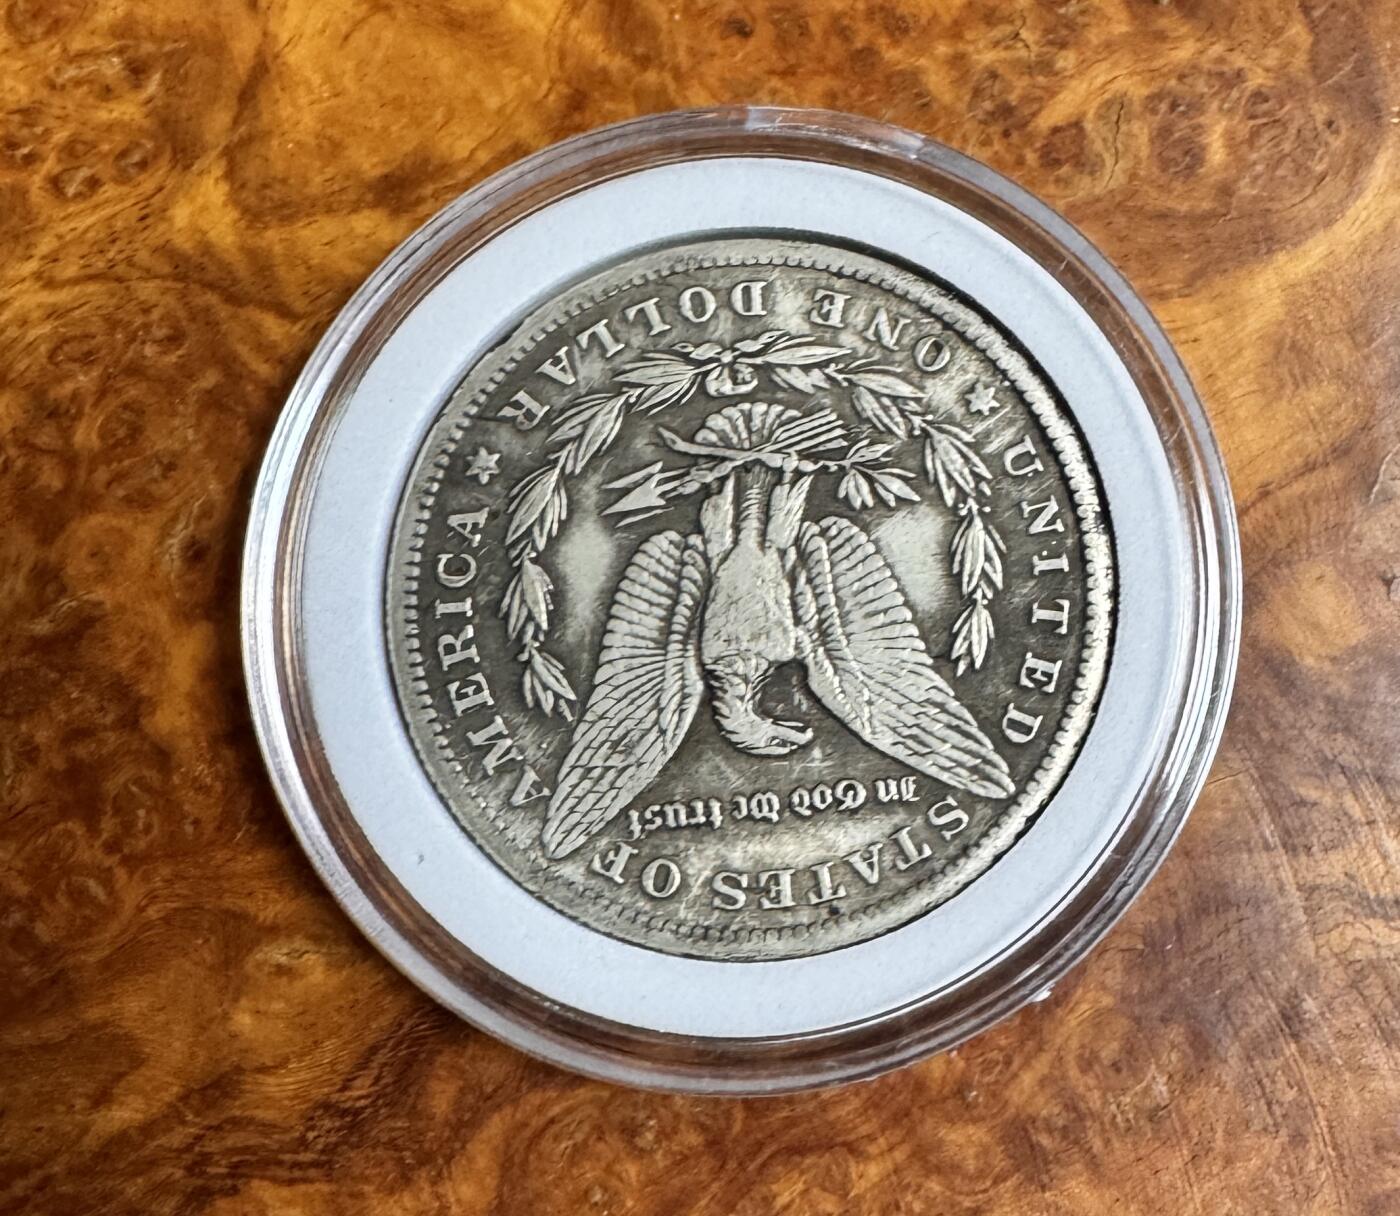 UNITED STATES OF AMERICA
In God We trust
ONE DOLLAR